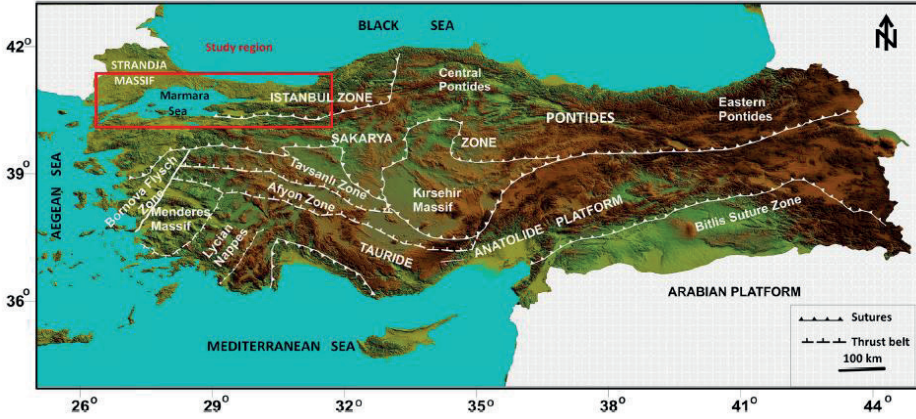 BLACK SEA
42°
Study region
STRANDJA
MASSIF
Central
Pontides
Marmara
Sea
ISTANBUL ZONE
PONTIDES
Eastern
Pontides
SAKARYA
ZONE
39°
AEGEAN SEA
Bornova Flysch
Zone
Tavsanlı Zone
Afyon Zone
Kırsehir
Massif
Menderes
Massif
Lycian
Nappes
TAURIDE
ANATOLIDE PLATFORM
Bitlis Suture Zone
36°
ARABIAN PLATFORM
MEDITERRANEAN SEA
Sutures
Thrust belt
100 km
26° 29° 32° 35° 38° 41° 44°
N